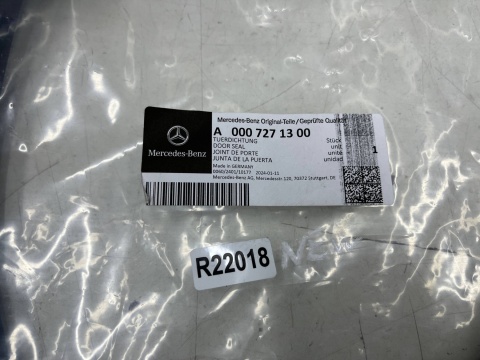 Mercedes-Benz Original-Teile/Geprüfte Qualität
A 000 727 13 00
TUERDICHTUNG
DOOR SEAL
JOINT DE PORTE
JUNTA DE LA PUERTA
Stück
unit
unite
unidad
1
Made in GERMANY
2024-01-11
Mercedes-Benz AG, Mercedesstr 120, 70372 Stuttgart, DE
Mercedes-Benz
R22018